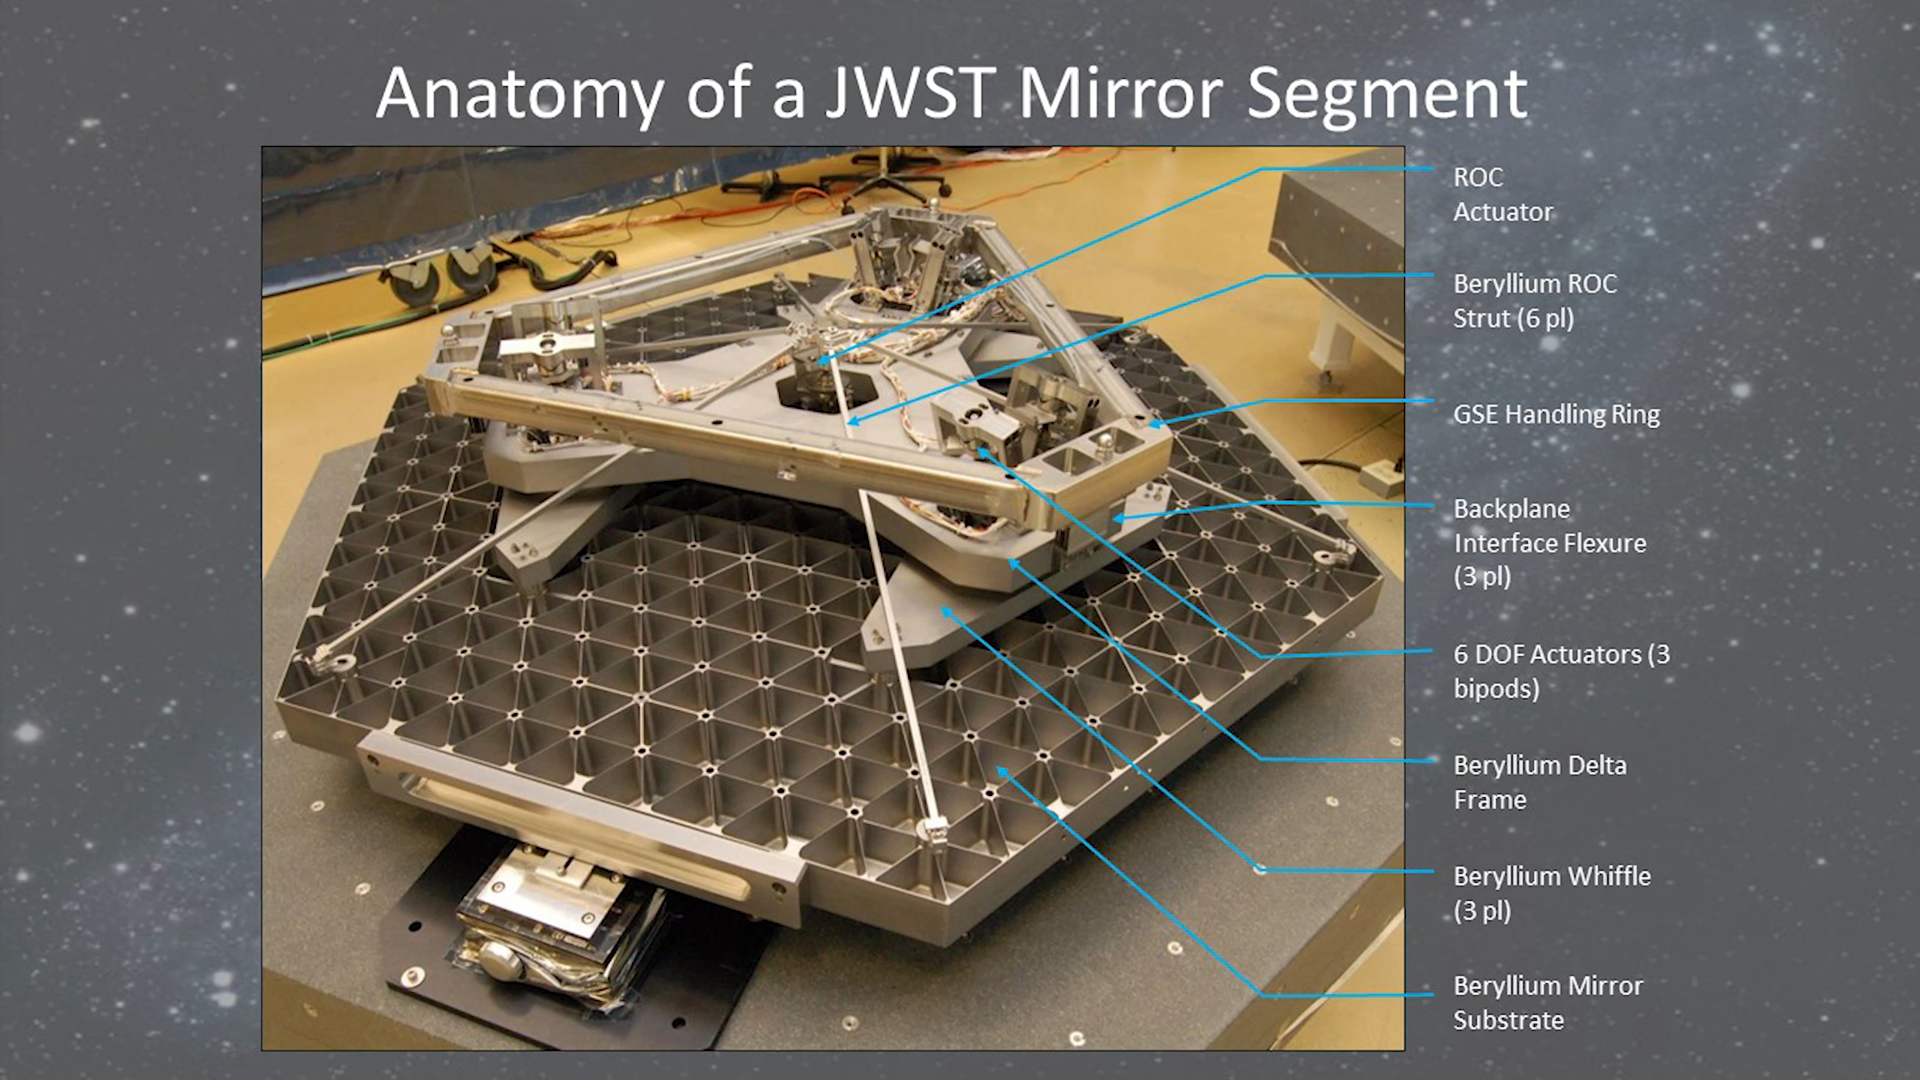 Anatomy of a JWST Mirror Segment
ROC
Actuator
Beryllium ROC
Strut (6 pl)
GSE Handling Ring
Backplane
Interface Flexure
(3 pl)
6 DOF Actuators (3
bipods)
Beryllium Delta
Frame
Beryllium Whiffle
(3 pl)
Beryllium Mirror
Substrate